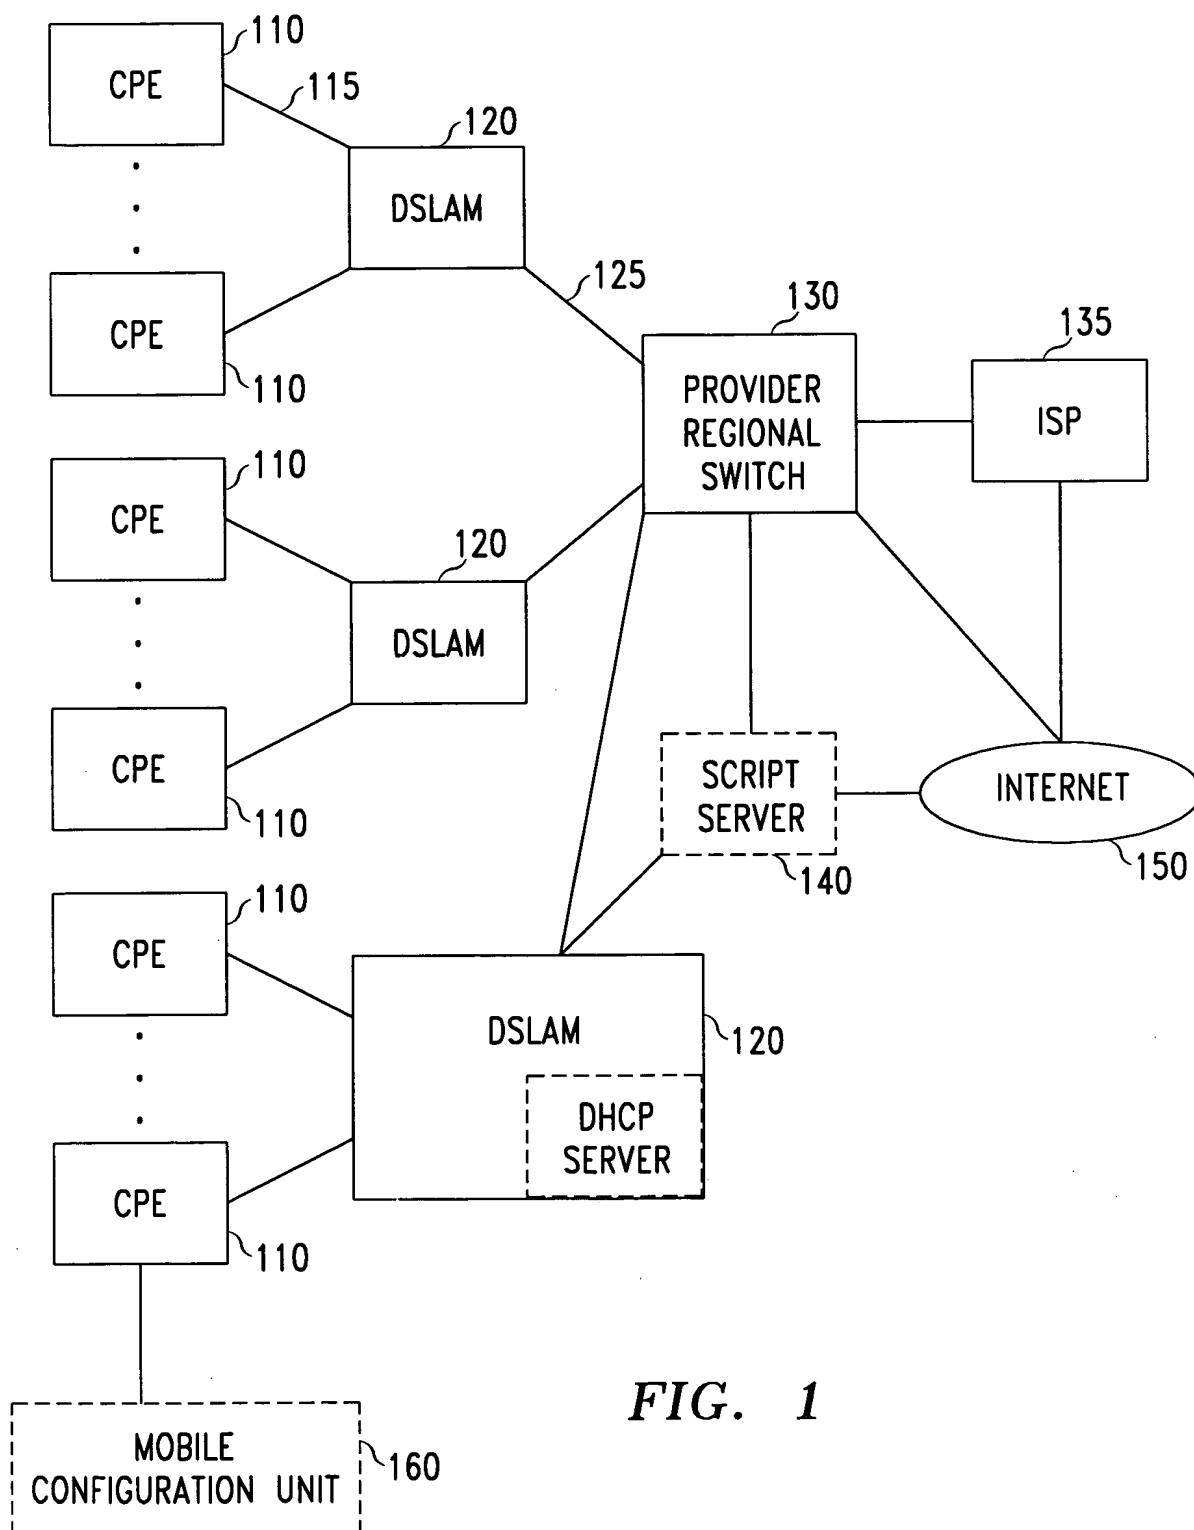 110
CPE
115
120
DSLAM
125
CPE
110
130
135
PROVIDER
REGIONAL
SWITCH
ISP
110
CPE
120
DSLAM
CPE
110
SCRIPT
SERVER
140
INTERNET
150
110
CPE
DSLAM
120
DHCP
SERVER
CPE
110
MOBILE
CONFIGURATION UNIT
160
FIG. 1